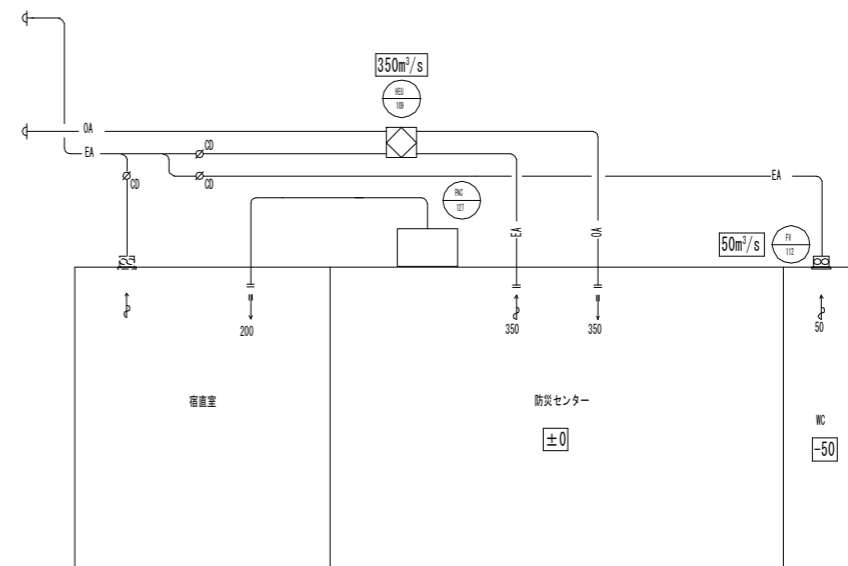 350m³/s
HEU
109
OA
EA
CD
CD
CD
EA
PAC
127
EA
OA
50m³/s
FV
112
200
350
350
50
宿直室
防災センター
±0
WC
-50